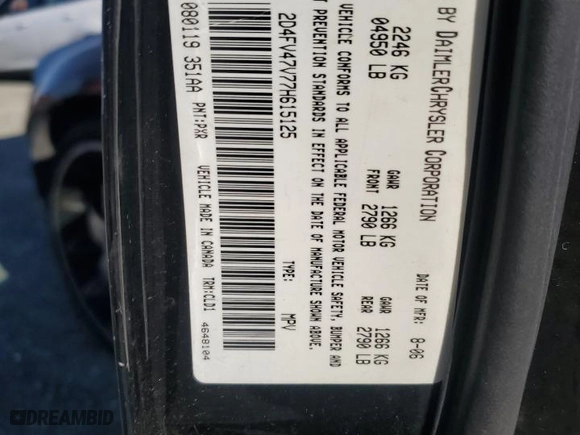 BY DAIMLERCHRYSLER CORPORATION
DATE OF MFR: 8-06
2246 KG
04950 LB
GAWR FRONT
1266 KG
2790 LB
GAWR REAR
1266 KG
2790 LB
VEHICLE CONFORMS TO ALL APPLICABLE FEDERAL MOTOR VEHICLE SAFETY, BUMPER AND
T PREVENTION STANDARDS IN EFFECT ON THE DATE OF MANUFACTURE SHOWN ABOVE.
2D4FV47V77H615125
TYPE: MPV
080119 351AA
PNT:PXR
VEHICLE MADE IN CANADA
TRM:CLD1
4648104
DREAMBID